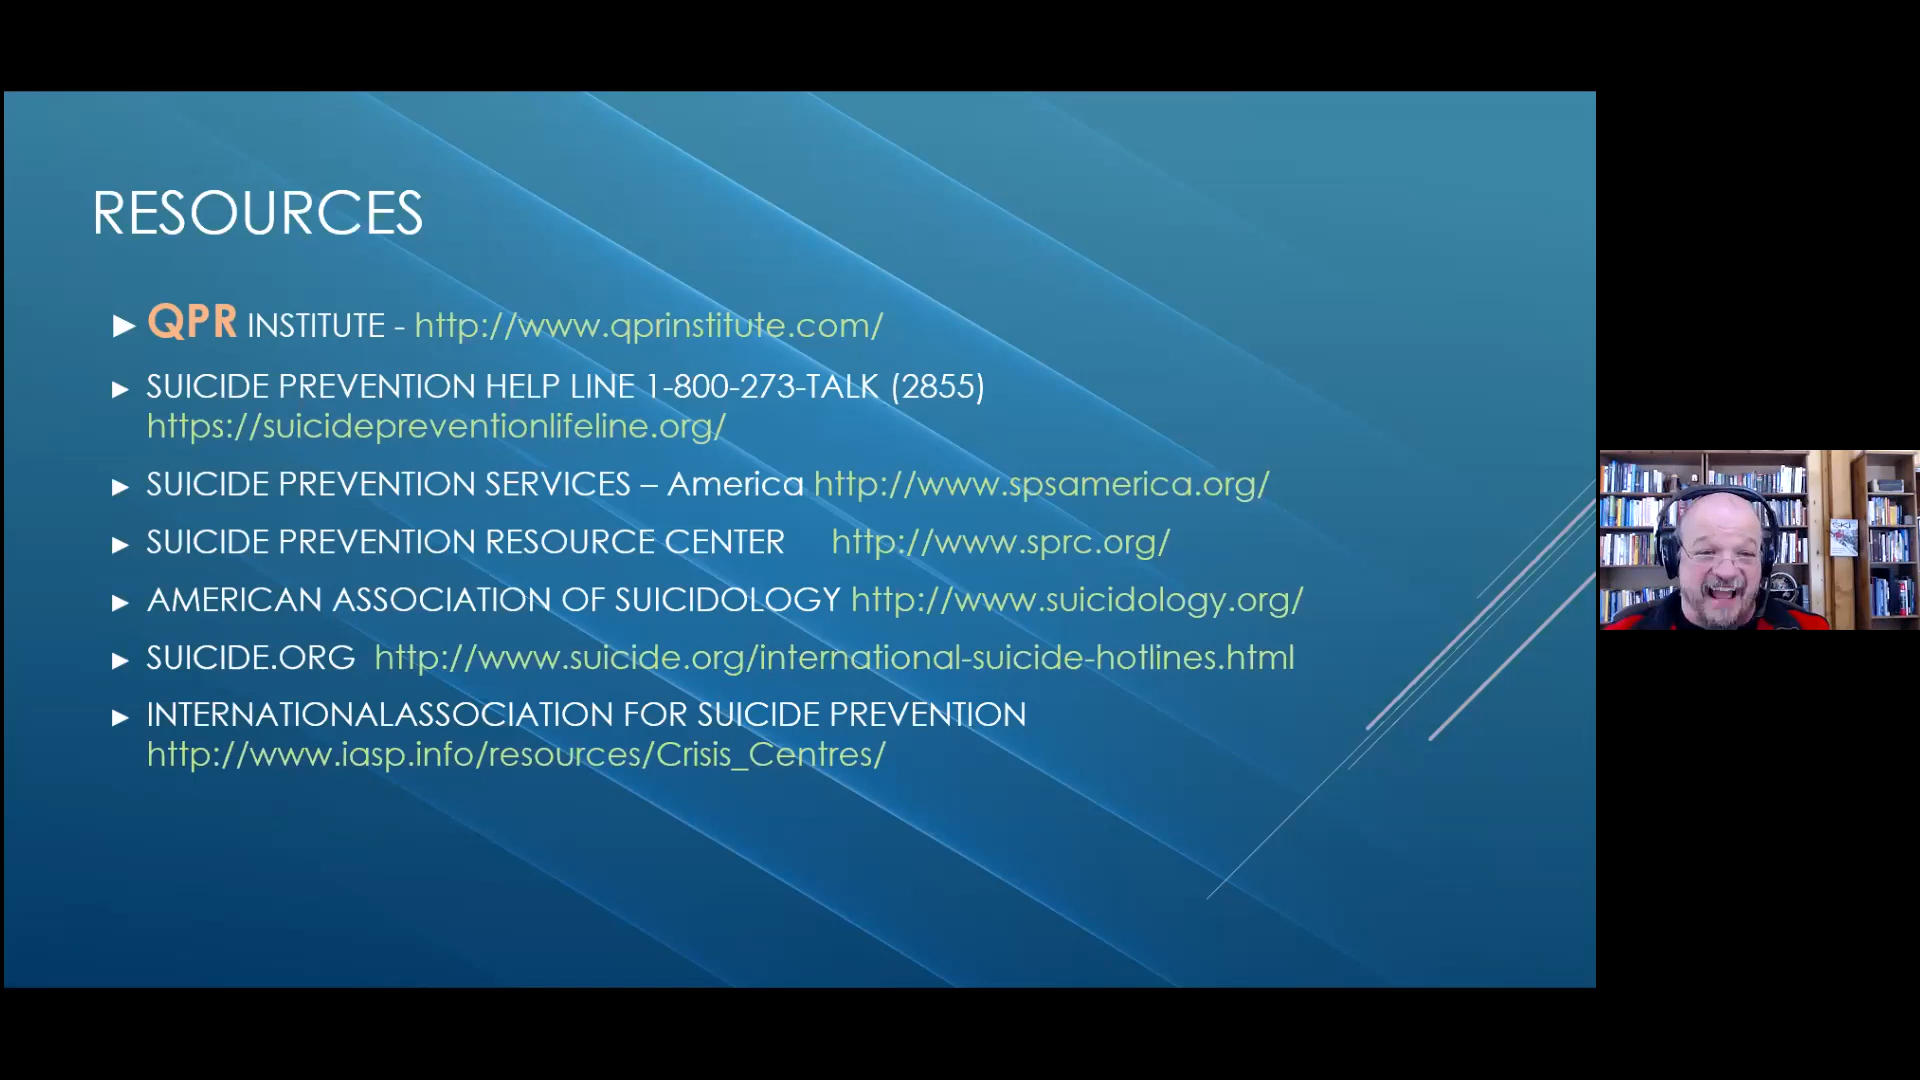 RESOURCES
► QPR INSTITUTE - http://www.qprinstitute.com/
► SUICIDE PREVENTION HELP LINE 1-800-273-TALK (2855)
https://suicidepreventionlifeline.org/
► SUICIDE PREVENTION SERVICES – America http://www.spsamerica.org/
► SUICIDE PREVENTION RESOURCE CENTER http://www.sprc.org/
► AMERICAN ASSOCIATION OF SUICIDOLOGY http://www.suicidology.org/
► SUICIDE.ORG http://www.suicide.org/international-suicide-hotlines.html
► INTERNATIONALASSOCIATION FOR SUICIDE PREVENTION
http://www.iasp.info/resources/Crisis_Centres/